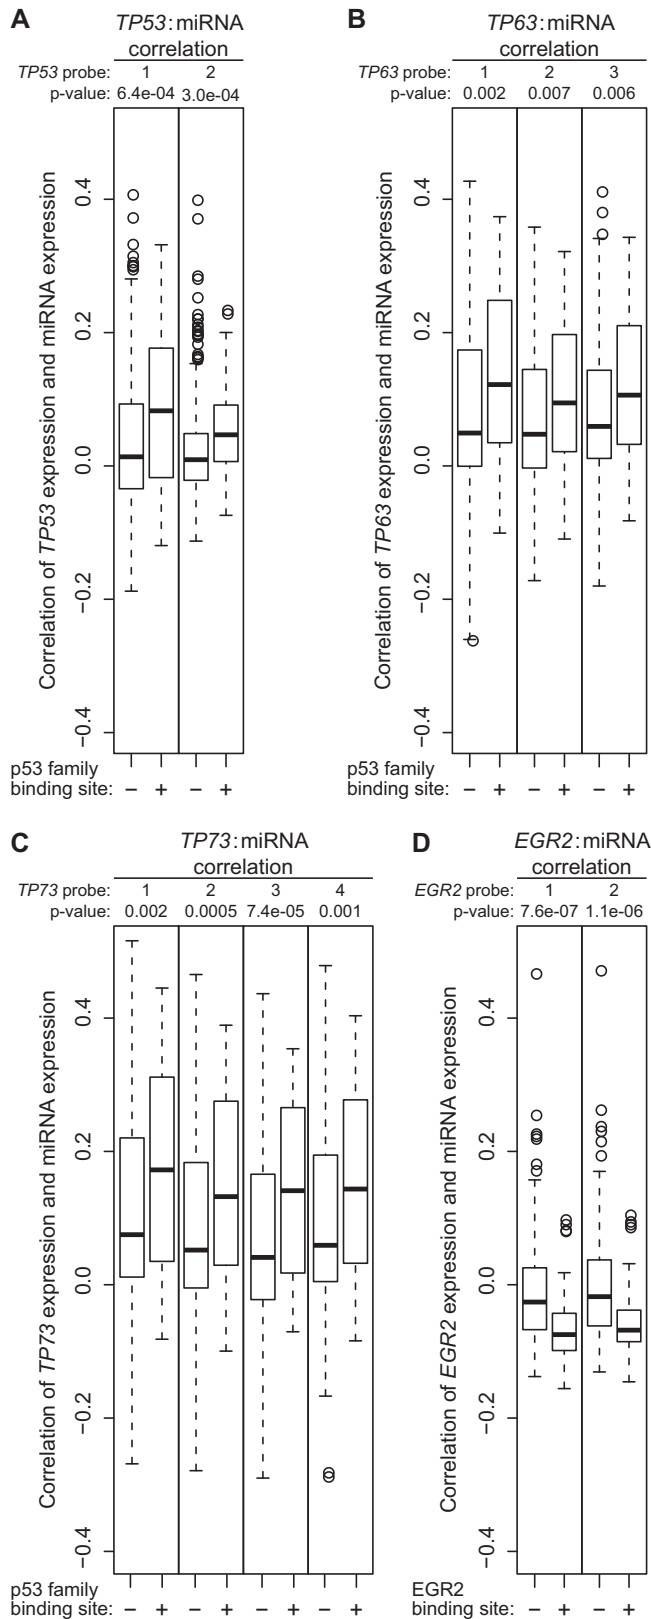 A
TP53:miRNA
correlation
TP53 probe: 1 2
p-value: 6.4e-04 3.0e-04
Correlation of TP53 expression and miRNA expression
0.4
0.2
0.0
−0.2
−0.4
p53 family
binding site: − + − +
B
TP63:miRNA
correlation
TP63 probe: 1 2 3
p-value: 0.002 0.007 0.006
Correlation of TP63 expression and miRNA expression
0.4
0.2
0.0
−0.2
−0.4
p53 family
binding site: − + − + − +
C
TP73:miRNA
correlation
TP73 probe: 1 2 3 4
p-value: 0.002 0.0005 7.4e-05 0.001
Correlation of TP73 expression and miRNA expression
0.4
0.2
0.0
−0.2
−0.4
p53 family
binding site: − + − + − + − +
D
EGR2:miRNA
correlation
EGR2 probe: 1 2
p-value: 7.6e-07 1.1e-06
Correlation of EGR2 expression and miRNA expression
0.4
0.2
0.0
−0.2
−0.4
EGR2
binding site: − + − +